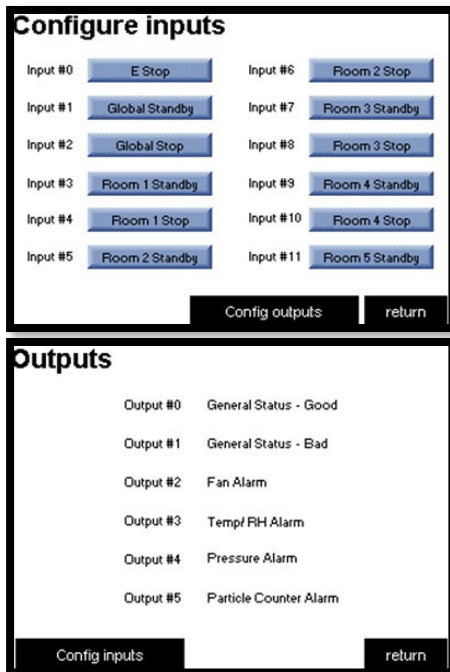 Configure inputs
Input #0 E Stop Input #6 Room 2 Stop
Input #1 Global Standby Input #7 Room 3 Standby
Input #2 Global Stop Input #8 Room 3 Stop
Input #3 Room 1 Standby Input #9 Room 4 Standby
Input #4 Room 1 Stop Input #10 Room 4 Stop
Input #5 Room 2 Standby Input #11 Room 5 Standby
Config outputs return
Outputs
Output #0 General Status - Good
Output #1 General Status - Bad
Output #2 Fan Alarm
Output #3 Temp/ RH Alarm
Output #4 Pressure Alarm
Output #5 Particle Counter Alarm
Config inputs return